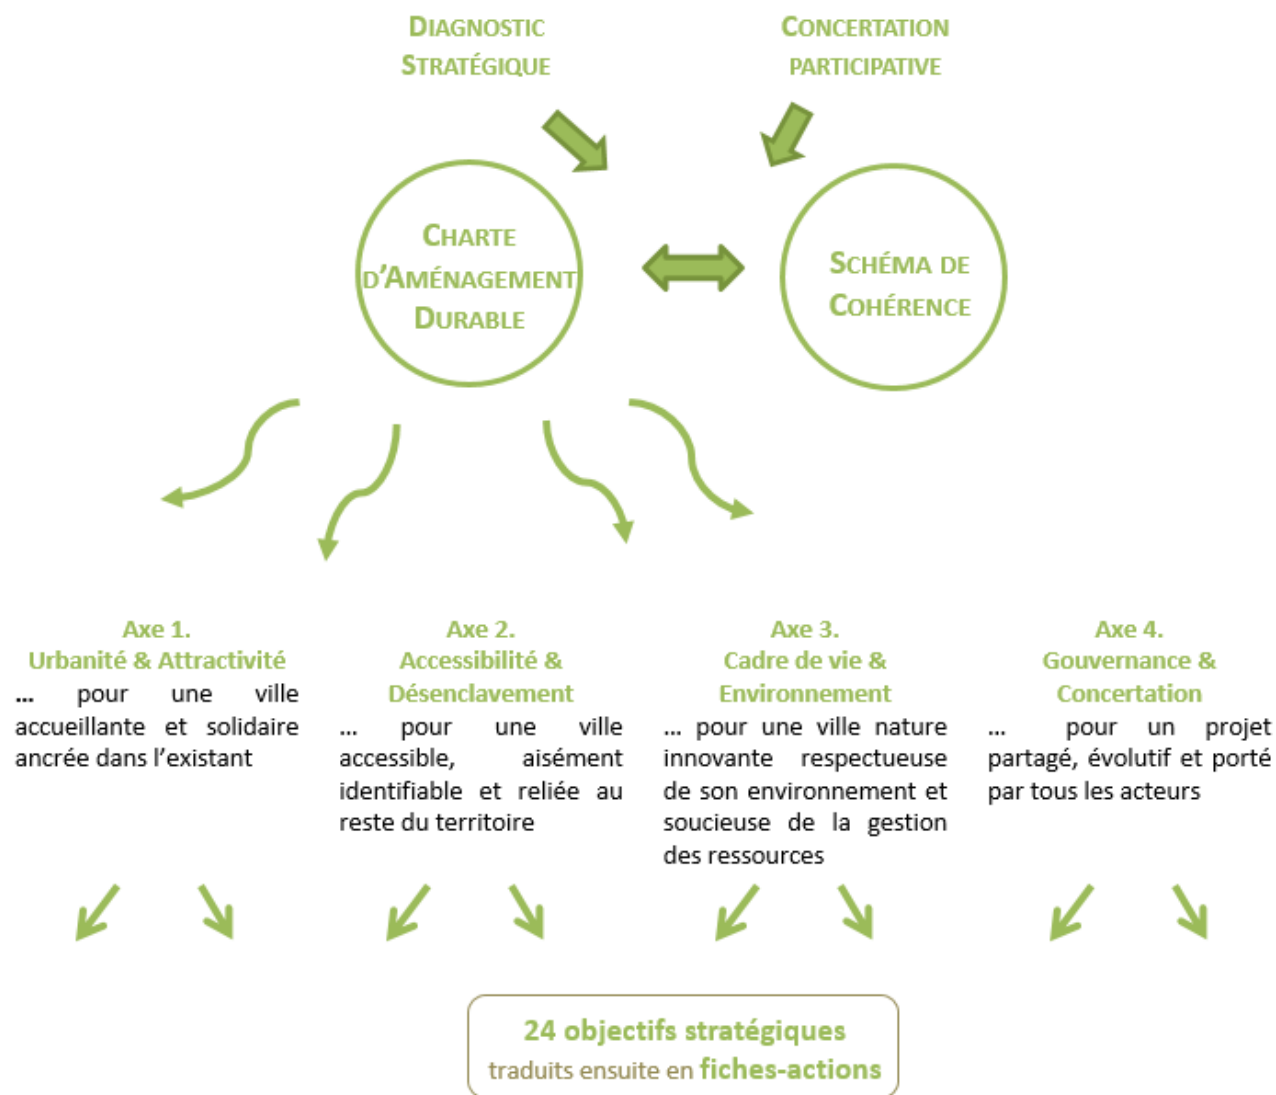 DIAGNOSTIC
STRATÉGIQUE
CONCERTATION
PARTICIPATIVE
CHARTE
D'AMÉNAGEMENT
DURABLE
SCHÉMA DE
COHÉRENCE
Axe 1.
Urbanité & Attractivité
... pour une ville
accueillante et solidaire
ancrée dans l'existant
Axe 2.
Accessibilité &
Désenclavement
... pour une ville
accessible, aisément
identifiable et reliée au
reste du territoire
Axe 3.
Cadre de vie &
Environnement
... pour une ville nature
innovante respectueuse
de son environnement et
soucieuse de la gestion
des ressources
Axe 4.
Gouvernance &
Concertation
... pour un projet
partagé, évolutif et porté
par tous les acteurs
24 objectifs stratégiques
traduits ensuite en fiches-actions